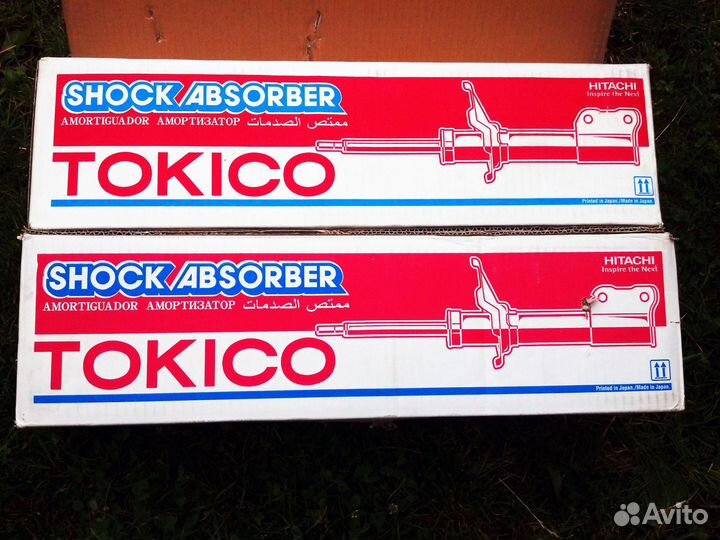 SHOCK ABSORBER
HITACHI
Inspire the Next
AMORTIGUADOR АМОРТИЗАТОР ممتص الصدمات
TOKICO
Printed in Japan./Made in Japan.
SHOCK ABSORBER
HITACHI
Inspire the Next
AMORTIGUADOR АМОРТИЗАТОР ممتص الصدمات
TOKICO
Printed in Japan./Made in Japan.
Avito